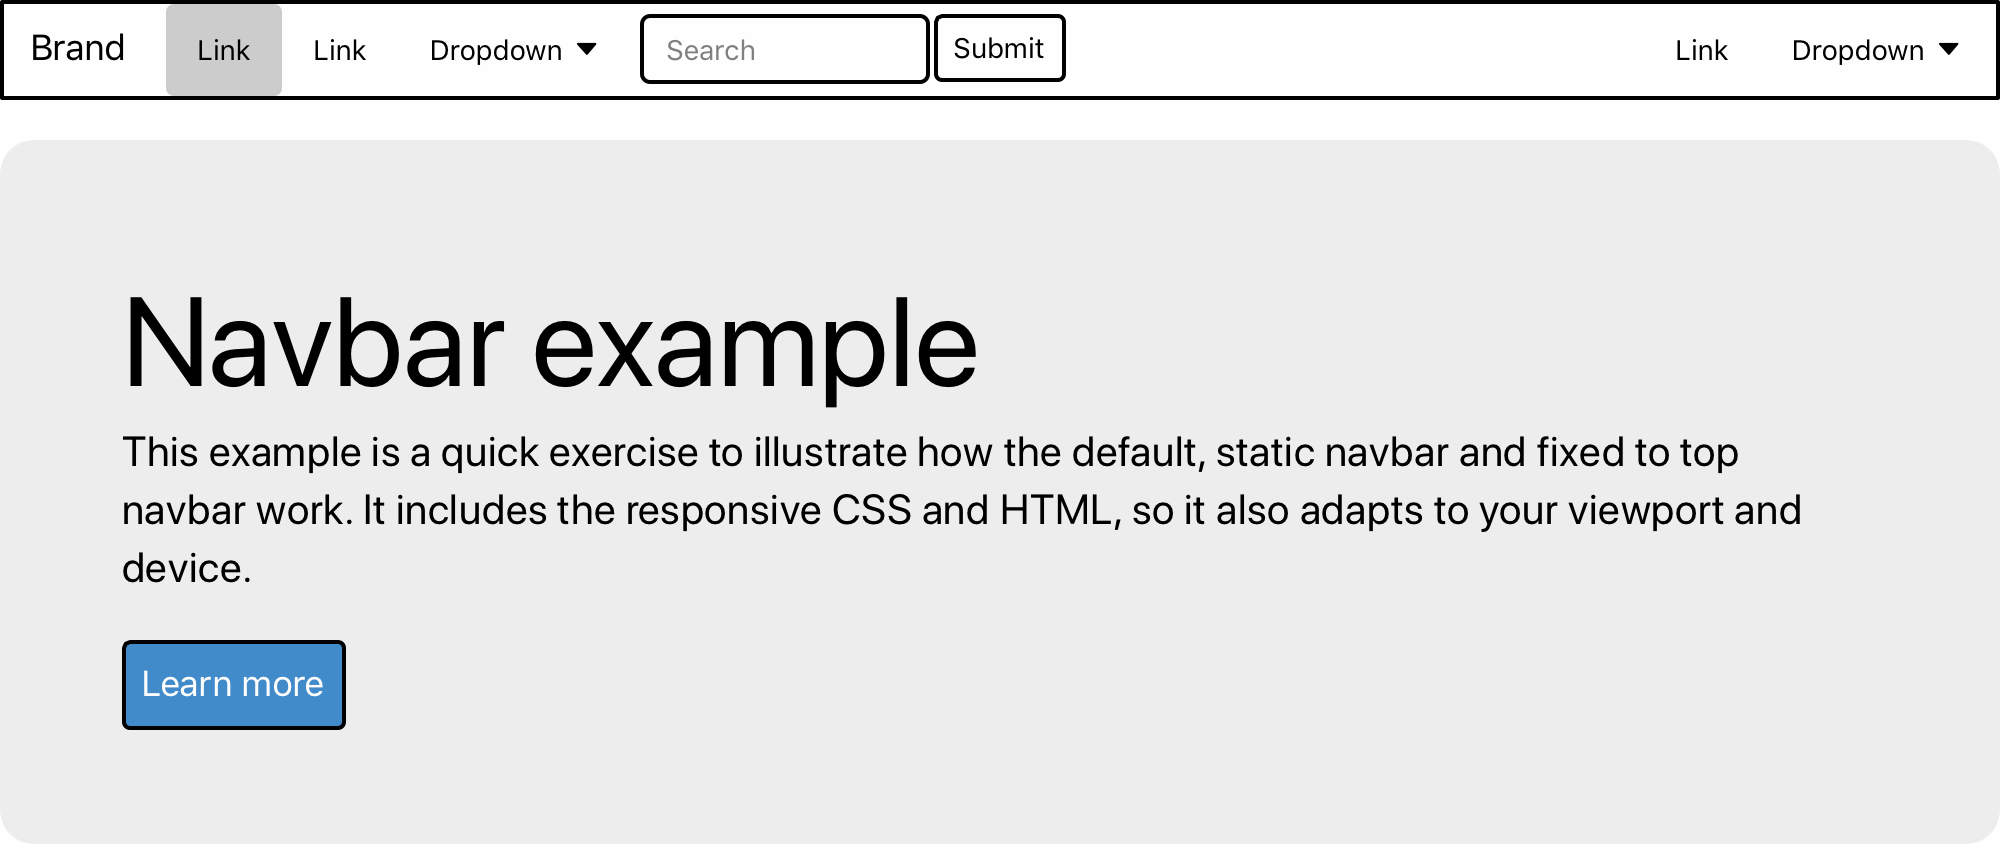 Brand Link Link Dropdown Search Submit Link Dropdown
Navbar example
This example is a quick exercise to illustrate how the default, static navbar and fixed to top
navbar work. It includes the responsive CSS and HTML, so it also adapts to your viewport and
device.
Learn more